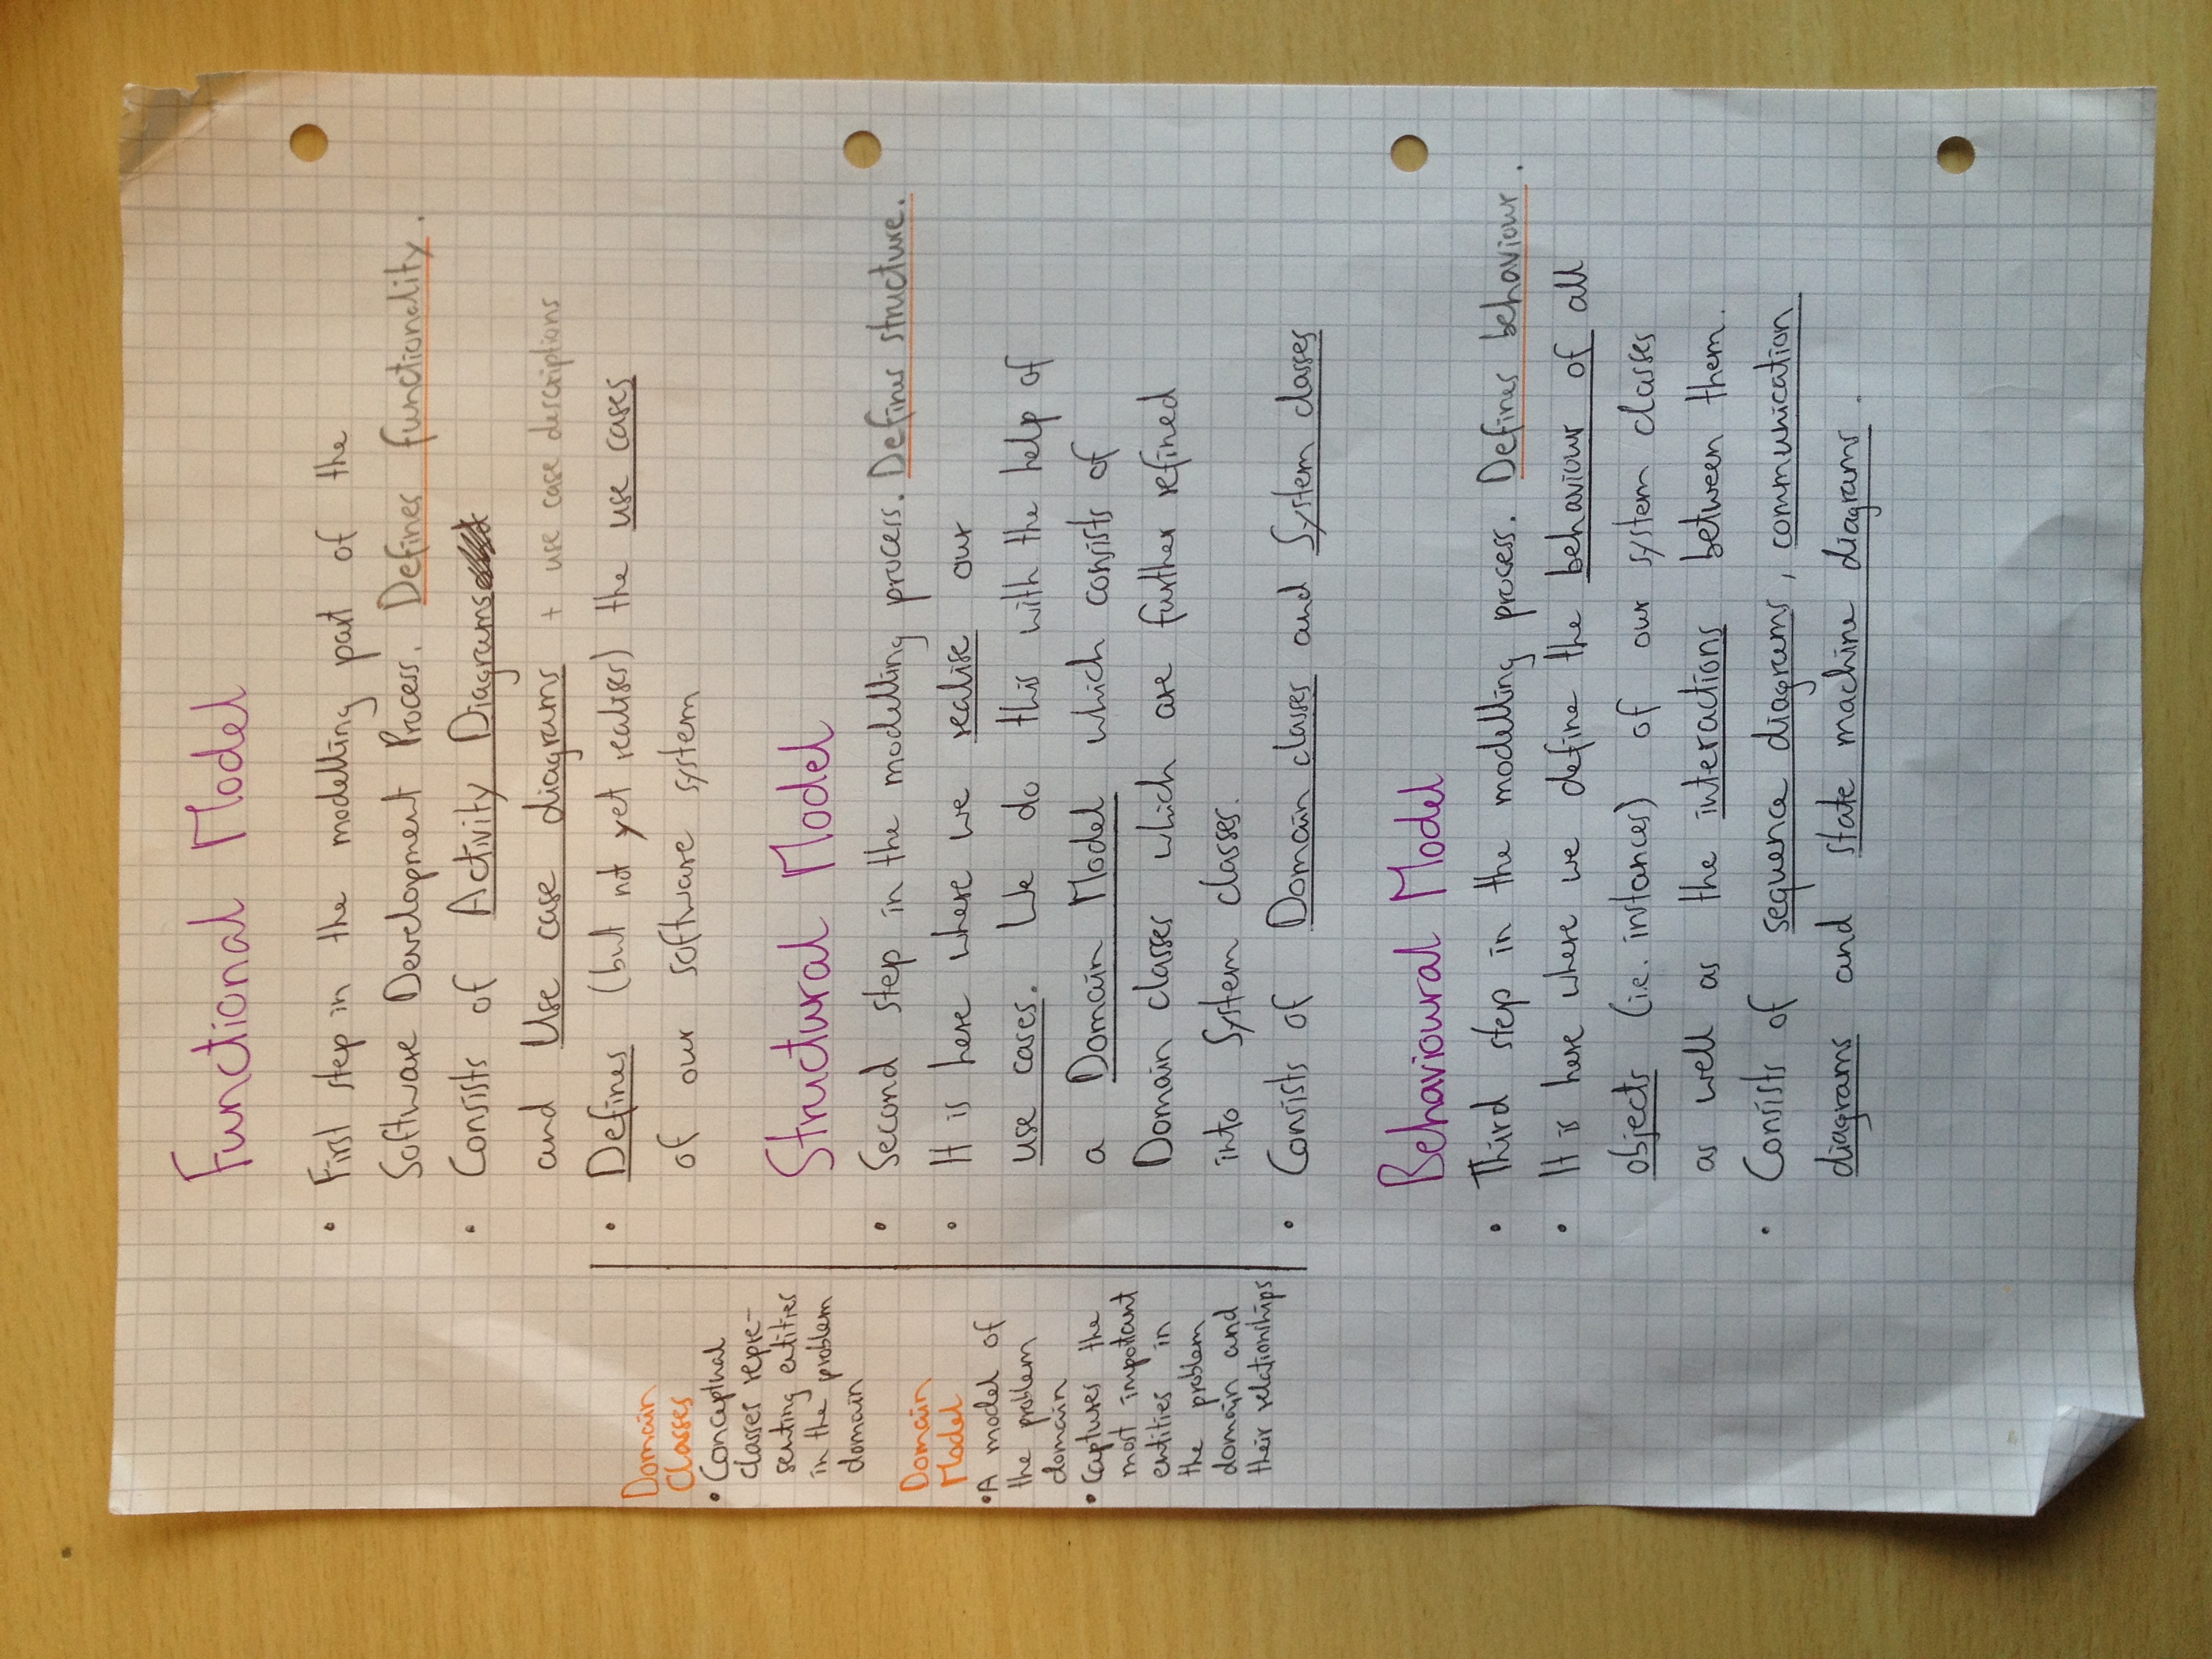 Functional Model
• First step in the modelling part of the
Software Development Process. Defines functionality.
• Consists of Activity Diagrams
and Use case diagrams + use case descriptions
• Defines (but not yet realises) the use cases
of our software system
Domain
Classes
• Conceptual
classes repre-
senting entities
in the problem
domain
Domain
Model
• A model of
the problem
domain
• Captures the
most important
entities in
the problem
domain and
their relationships
Structural Model
• Second step in the modelling process. Defines structure.
• It is here where we realise our
use cases. We do this with the help of
a Domain Model which consists of
Domain classes which are further refined
into System classes.
• Consists of Domain classes and System classes
Behavioural Model
• Third step in the modelling process. Defines behaviour.
• It is here where we define the behaviour of all
objects (i.e. instances) of our system classes
as well as the interactions between them.
• Consists of sequence diagrams, communication
diagrams and state machine diagrams.